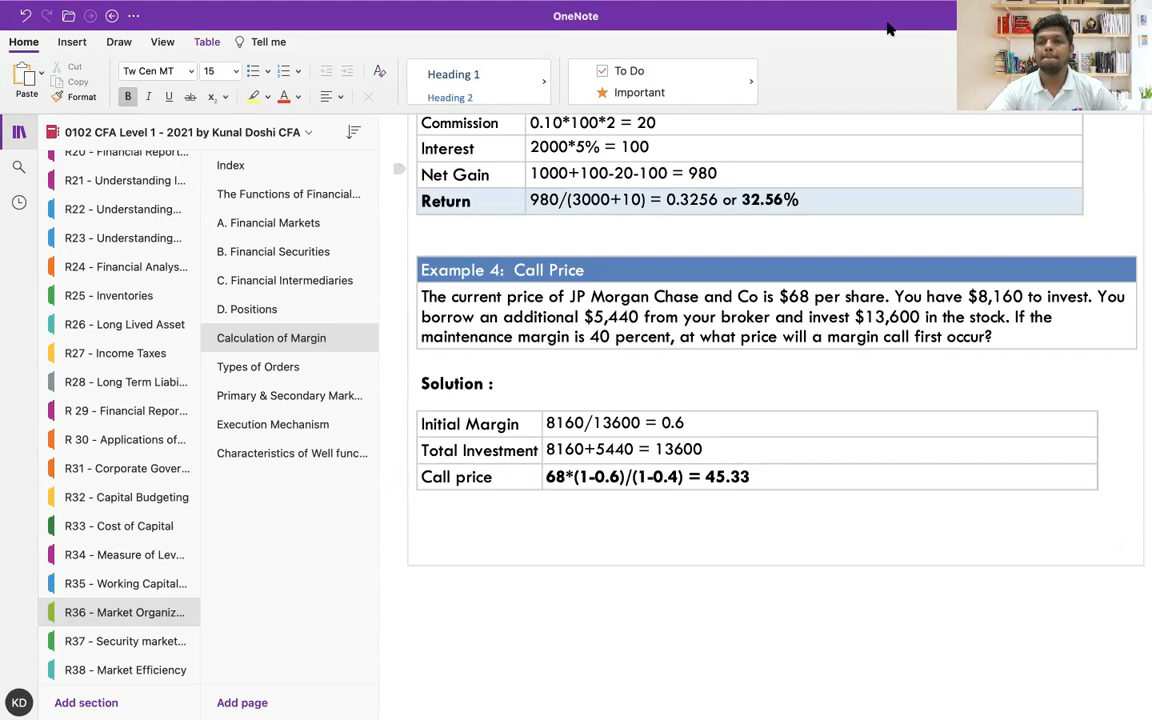 OneNote
Home Insert Draw View Table Tell me
Paste
Cut
Copy
Format
Tw Cen MT 15
B I U ab x₂ A
Heading 1
Heading 2
To Do
Important
0102 CFA Level 1 - 2021 by Kunal Doshi CFA
R20 - Financial Report...
R21 - Understanding I...
R22 - Understanding...
R23 - Understanding...
R24 - Financial Analys...
R25 - Inventories
R26 - Long Lived Asset
R27 - Income Taxes
R28 - Long Term Liabi...
R 29 - Financial Repor...
R 30 - Applications of...
R31 - Corporate Gover...
R32 - Capital Budgeting
R33 - Cost of Capital
R34 - Measure of Lev...
R35 - Working Capital...
R36 - Market Organiz...
R37 - Security market...
R38 - Market Efficiency
KD
Add section
Index
The Functions of Financial...
A. Financial Markets
B. Financial Securities
C. Financial Intermediaries
D. Positions
Calculation of Margin
Types of Orders
Primary & Secondary Mark...
Execution Mechanism
Characteristics of Well func...
Add page
Commission 0.10*100*2 = 20
Interest 2000*5% = 100
Net Gain 1000+100-20-100 = 980
Return 980/(3000+10) = 0.3256 or 32.56%
Example 4: Call Price
The current price of JP Morgan Chase and Co is $68 per share. You have $8,160 to invest. You
borrow an additional $5,440 from your broker and invest $13,600 in the stock. If the
maintenance margin is 40 percent, at what price will a margin call first occur?
Solution :
Initial Margin 8160/13600 = 0.6
Total Investment 8160+5440 = 13600
Call price 68*(1-0.6)/(1-0.4) = 45.33